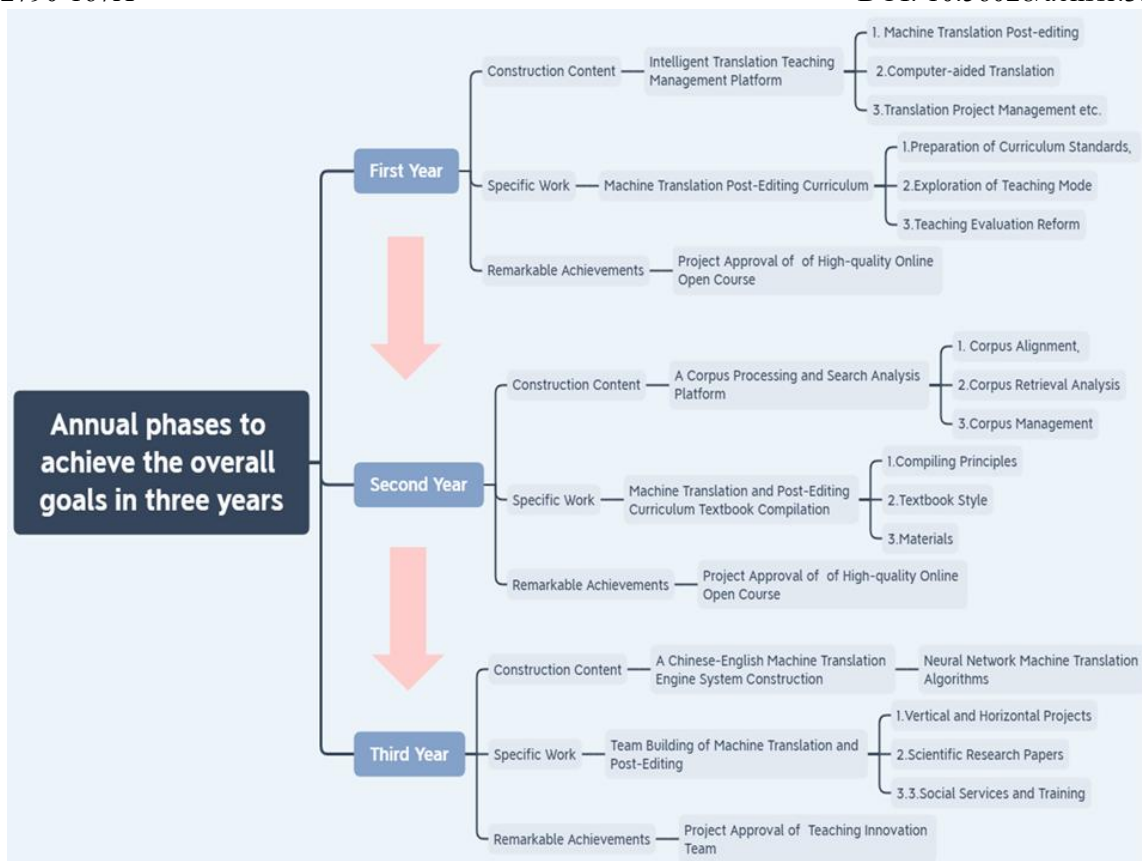 1. Machine Translation Post-editing
Construction Content
Intelligent Translation Teaching
Management Platform
2.Computer-aided Translation
3.Translation Project Management etc.
First Year
1.Preparation of Curriculum Standards,
Specific Work
Machine Translation Post-Editing Curriculum
2.Exploration of Teaching Mode
3.Teaching Evaluation Reform
Remarkable Achievements
Project Approval of of High-quality Online
Open Course
Annual phases to
achieve the overall
goals in three years
1. Corpus Alignment,
Construction Content
A Corpus Processing and Search Analysis
Platform
2.Corpus Retrieval Analysis
3.Corpus Management
Second Year
1.Compiling Principles
Specific Work
Machine Translation and Post-Editing
Curriculum Textbook Compilation
2.Textbook Style
3.Materials
Remarkable Achievements
Project Approval of of High-quality Online
Open Course
Construction Content
A Chinese-English Machine Translation
Engine System Construction
Neural Network Machine Translation
Algorithms
Third Year
1.Vertical and Horizontal Projects
Specific Work
Team Building of Machine Translation and
Post-Editing
2.Scientific Research Papers
3.3.Social Services and Training
Remarkable Achievements
Project Approval of Teaching Innovation
Team